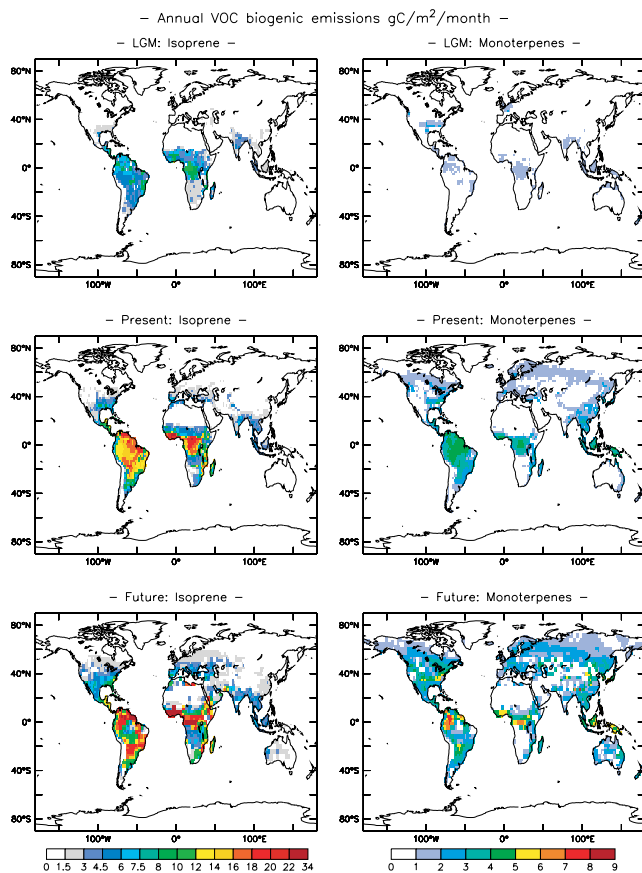 – Annual VOC biogenic emissions gC/m²/month –
– LGM: Isoprene –
– LGM: Monoterpenes –
80°N
40°N
0°
40°S
80°S
100°W 0° 100°E
80°N
40°N
0°
40°S
80°S
100°W 0° 100°E
– Present: Isoprene –
– Present: Monoterpenes –
80°N
40°N
0°
40°S
80°S
100°W 0° 100°E
80°N
40°N
0°
40°S
80°S
100°W 0° 100°E
– Future: Isoprene –
– Future: Monoterpenes –
80°N
40°N
0°
40°S
80°S
100°W 0° 100°E
80°N
40°N
0°
40°S
80°S
100°W 0° 100°E
0 1.5 3 4.5 6 7.5 8 10 12 14 16 18 20 22 34
0 1 2 3 4 5 6 7 8 9